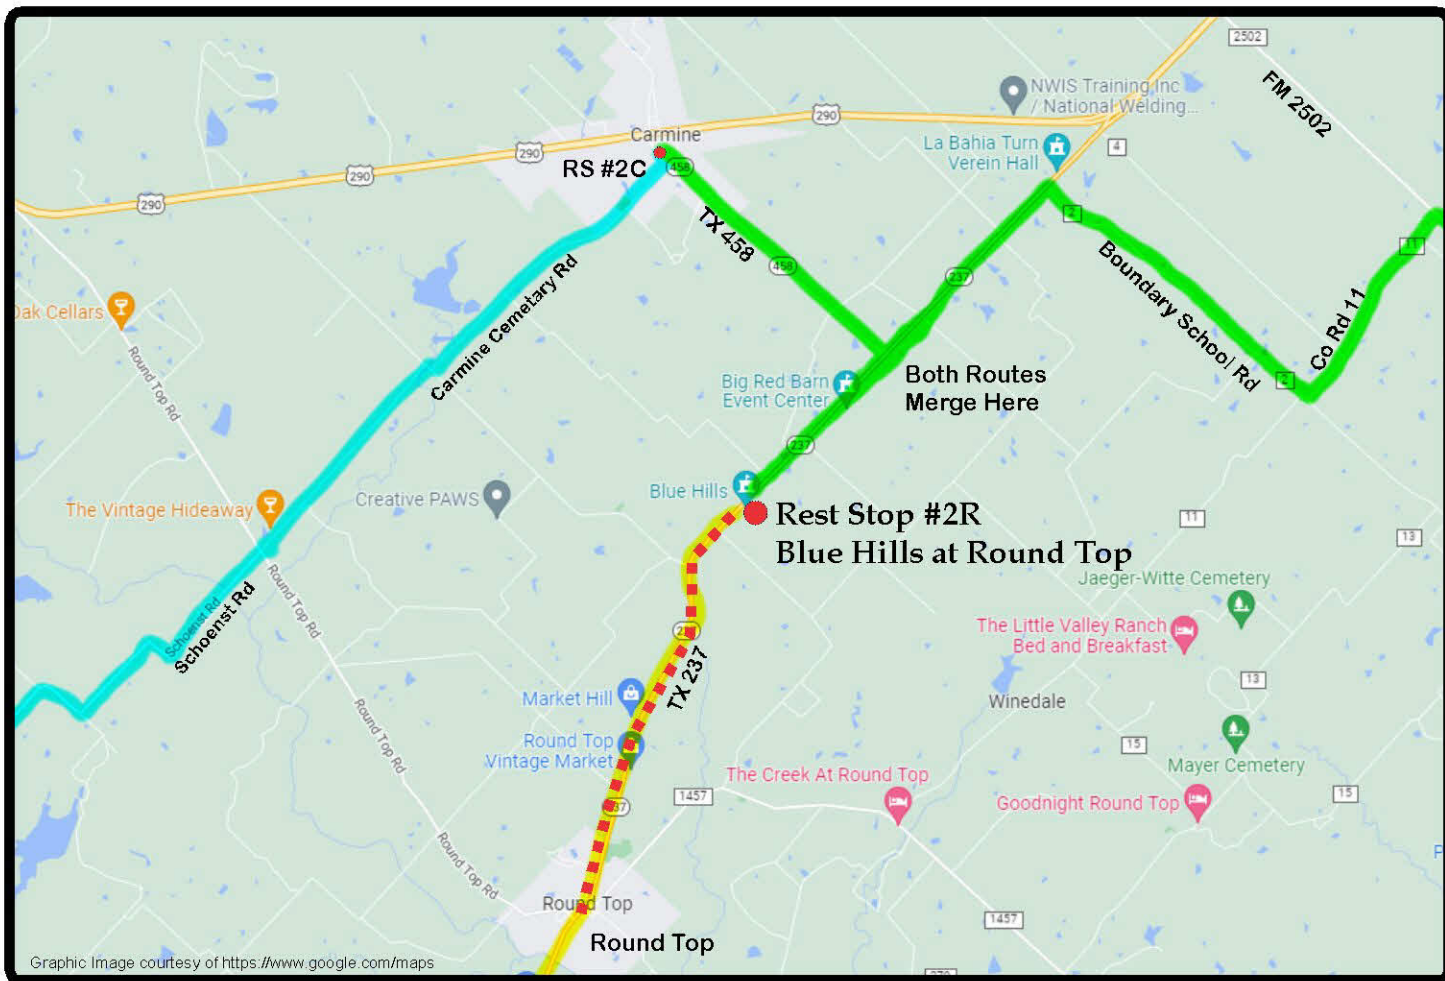 2502
FM 2502
NWIS Training Inc
/ National Welding...
290
Carmine
290
La Bahia Turn
Verein Hall
4
RS #2C
458
290
290
TX 458
2
11
458
237
Boundary School Rd
Co Rd 11
Carmine Cemetary Rd
Oak Cellars
Round Top Rd
Big Red Barn
Event Center
Both Routes
Merge Here
2
237
Blue Hills
Creative PAWS
The Vintage Hideaway
Rest Stop #2R
Blue Hills at Round Top
11
13
Jaeger-Witte Cemetery
Round Top Rd
Schoenst Rd
Schoenst Rd
The Little Valley Ranch
Bed and Breakfast
237
TX 237
13
Market Hill
Winedale
Round Top Rd
Round Top
Vintage Market
15
Mayer Cemetery
The Creek At Round Top
1457
15
Goodnight Round Top
237
Round Top Rd
Round Top
1457
Round Top
Graphic Image courtesy of https://www.google.com/maps